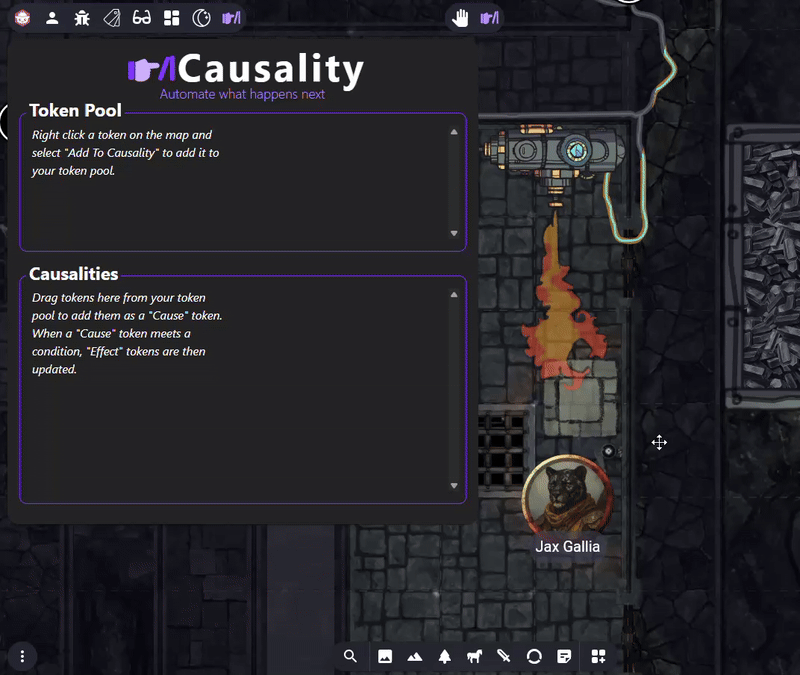 Causality
Automate what happens next
Token Pool
Right click a token on the map and
select "Add To Causality" to add it to
your token pool.
Causalities
Drag tokens here from your token
pool to add them as a "Cause" token.
When a "Cause" token meets a
condition, "Effect" tokens are then
updated.
Jax Gallia